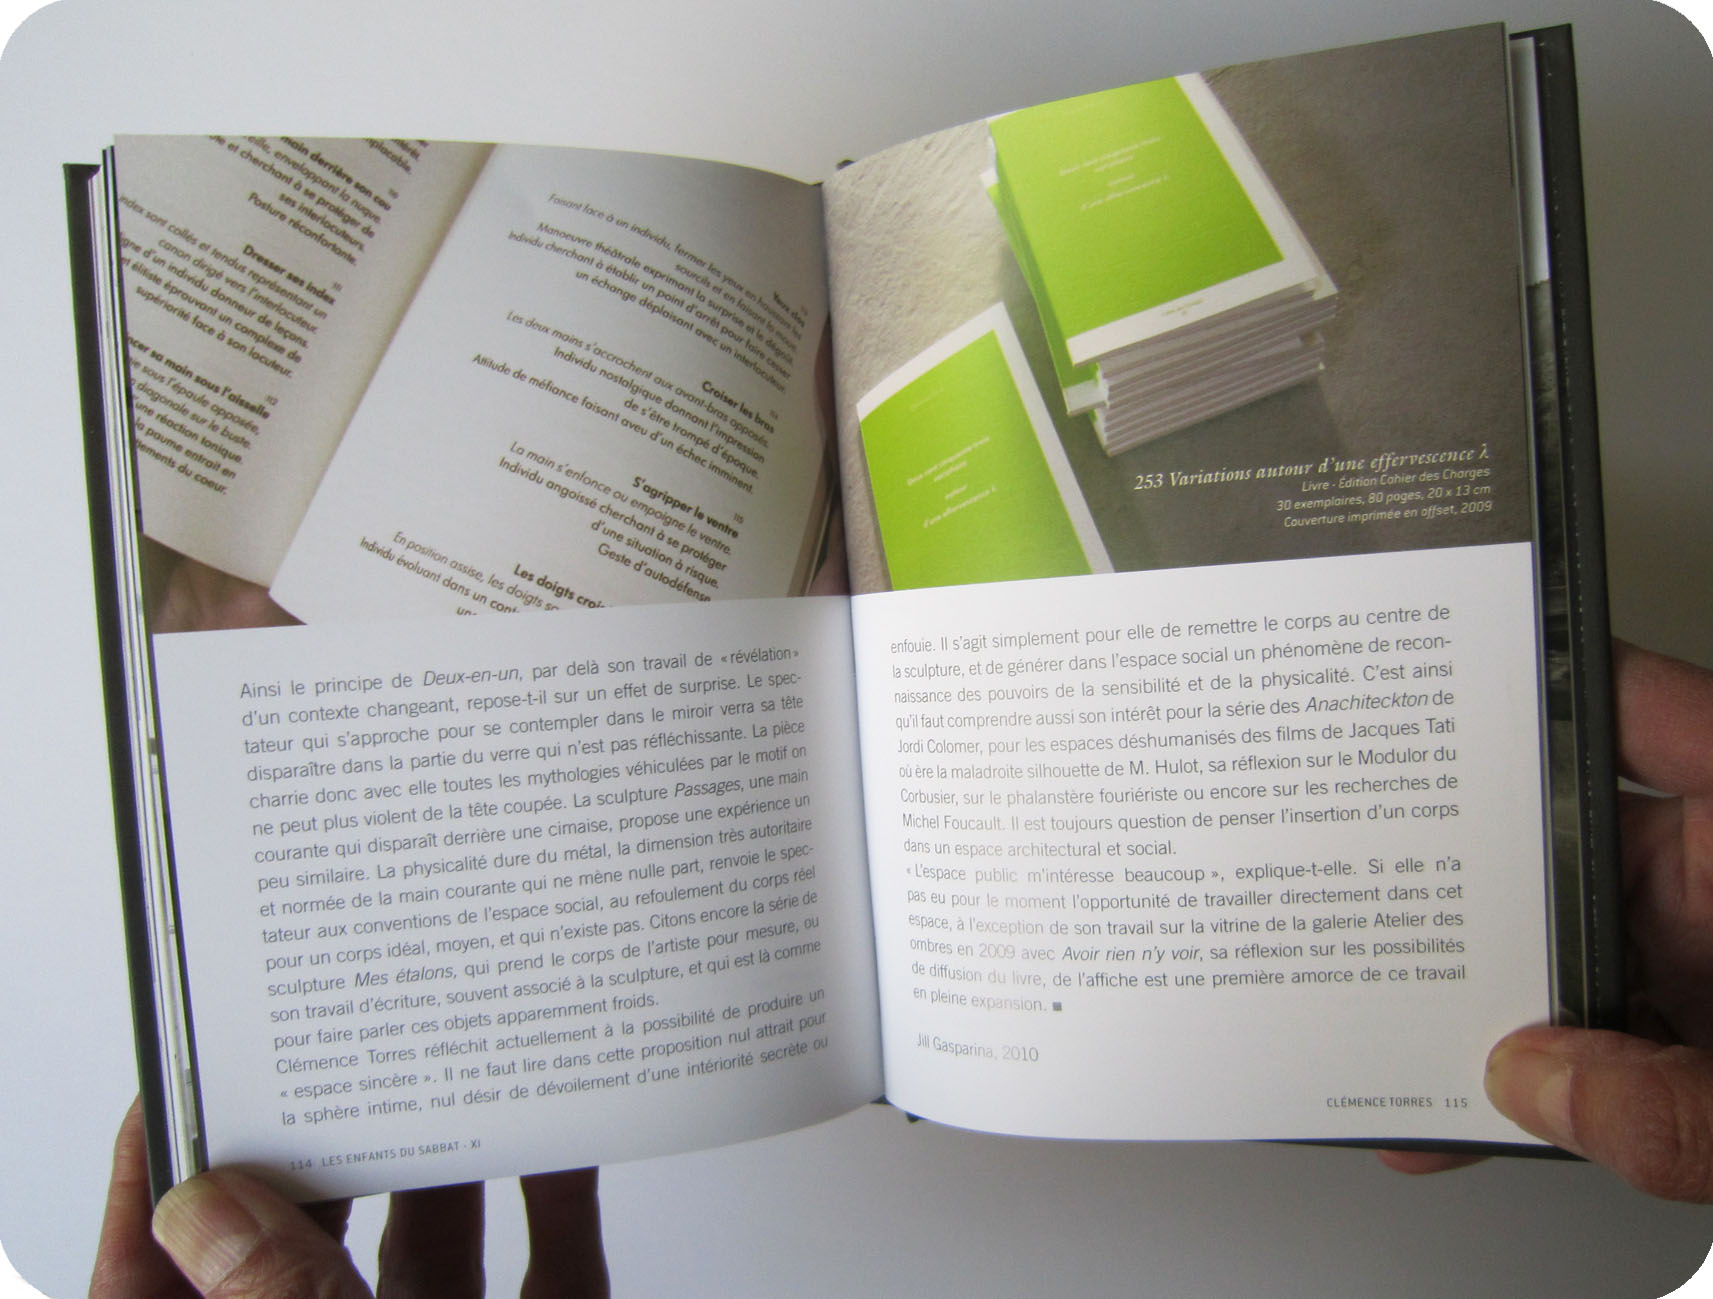 main derrière son cou
enveloppant la nuque
et cherchant à se protéger de
ses interlocuteurs.
Posture réconfortante.
111
Dresser ses index
index sont collés et tendus représentant un
canon dirigé vers l'interlocuteur.
d'un individu donneur de leçons.
et élitiste éprouvant un complexe de
supériorité face à son locuteur.
112
sa main sous l'aisselle
sous l'épaule opposée,
diagonale sur le buste.
une réaction tonique.
la paume entrait en
du coeur.
Faisant face à un individu, fermer les yeux en haussant les
sourcils et en faisant la moue.
Manoeuvre théâtrale exprimant la surprise et le dégoût.
Individu cherchant à établir un point d'arrêt pour faire cesser
un échange déplaisant avec un interlocuteur.
114
Croiser les bras
Les deux mains s'accrochent aux avant-bras opposés.
Individu nostalgique donnant l'impression
de s'être trompé d'époque.
Attitude de méfiance faisant aveu d'un échec imminent.
115
S'agripper le ventre
La main s'enfonce ou empoigne le ventre.
Individu angoissé cherchant à se protéger
d'une situation à risque.
Geste d'autodéfense
Les doigts
En position assise, les doigts
Individu évoluant dans un
Ainsi le principe de Deux-en-un, par delà son travail de « révélation »
d'un contexte changeant, repose-t-il sur un effet de surprise. Le spec-
tateur qui s'approche pour se contempler dans le miroir verra sa tête
disparaître dans la partie du verre qui n'est pas réfléchissante. La pièce
charrie donc avec elle toutes les mythologies véhiculées par le motif on
ne peut plus violent de la tête coupée. La sculpture Passages, une main
courante qui disparaît derrière une cimaise, propose une expérience un
peu similaire. La physicalité dure du métal, la dimension très autoritaire
et normée de la main courante qui ne mène nulle part, renvoie le spec-
tateur aux conventions de l'espace social, au refoulement du corps réel
pour un corps idéal, moyen, et qui n'existe pas. Citons encore la série de
sculpture Mes étalons, qui prend le corps de l'artiste pour mesure, ou
son travail d'écriture, souvent associé à la sculpture, et qui est là comme
pour faire parler ces objets apparemment froids.
Clémence Torres réfléchit actuellement à la possibilité de produire un
« espace sincère ». Il ne faut lire dans cette proposition nul attrait pour
la sphère intime, nul désir de dévoilement d'une intériorité secrète ou
114 LES ENFANTS DU SABBAT - XI
253 Variations autour d'une effervescence λ
Livre - Édition Cahier des Charges
30 exemplaires, 80 pages, 20 x 13 cm
Couverture imprimée en offset, 2009
enfouie. Il s'agit simplement pour elle de remettre le corps au centre de
la sculpture, et de générer dans l'espace social un phénomène de recon-
naissance des pouvoirs de la sensibilité et de la physicalité. C'est ainsi
qu'il faut comprendre aussi son intérêt pour la série des Anachiteckton de
Jordi Colomer, pour les espaces déshumanisés des films de Jacques Tati
où ère la maladroite silhouette de M. Hulot, sa réflexion sur le Modulor du
Corbusier, sur le phalanstère fouriériste ou encore sur les recherches de
Michel Foucault. Il est toujours question de penser l'insertion d'un corps
dans un espace architectural et social.
« L'espace public m'intéresse beaucoup », explique-t-elle. Si elle n'a
pas eu pour le moment l'opportunité de travailler directement dans cet
espace, à l'exception de son travail sur la vitrine de la galerie Atelier des
ombres en 2009 avec Avoir rien n'y voir, sa réflexion sur les possibilités
de diffusion du livre, de l'affiche est une première amorce de ce travail
en pleine expansion. ■
Jill Gasparina, 2010
CLÉMENCE TORRES 115